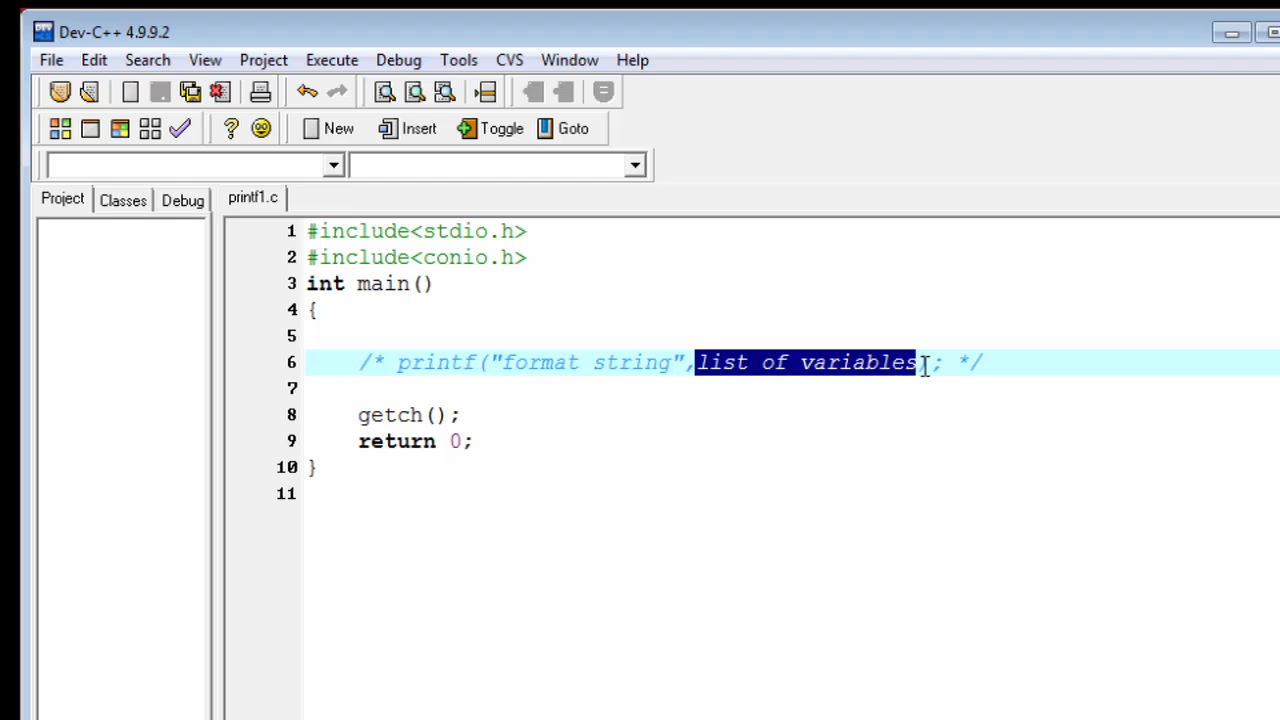 Dev-C++ 4.9.9.2
File Edit Search View Project Execute Debug Tools CVS Window Help
New Insert Toggle Goto
Project Classes Debug printf1.c
1 #include<stdio.h>
2 #include<conio.h>
3 int main()
4 {
5
6 /* printf("format string",list of variables); */
7
8 getch();
9 return 0;
10 }
11